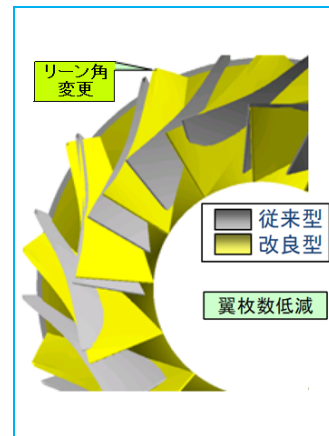 リーン角
変更
従来型
改良型
翼枚数低減